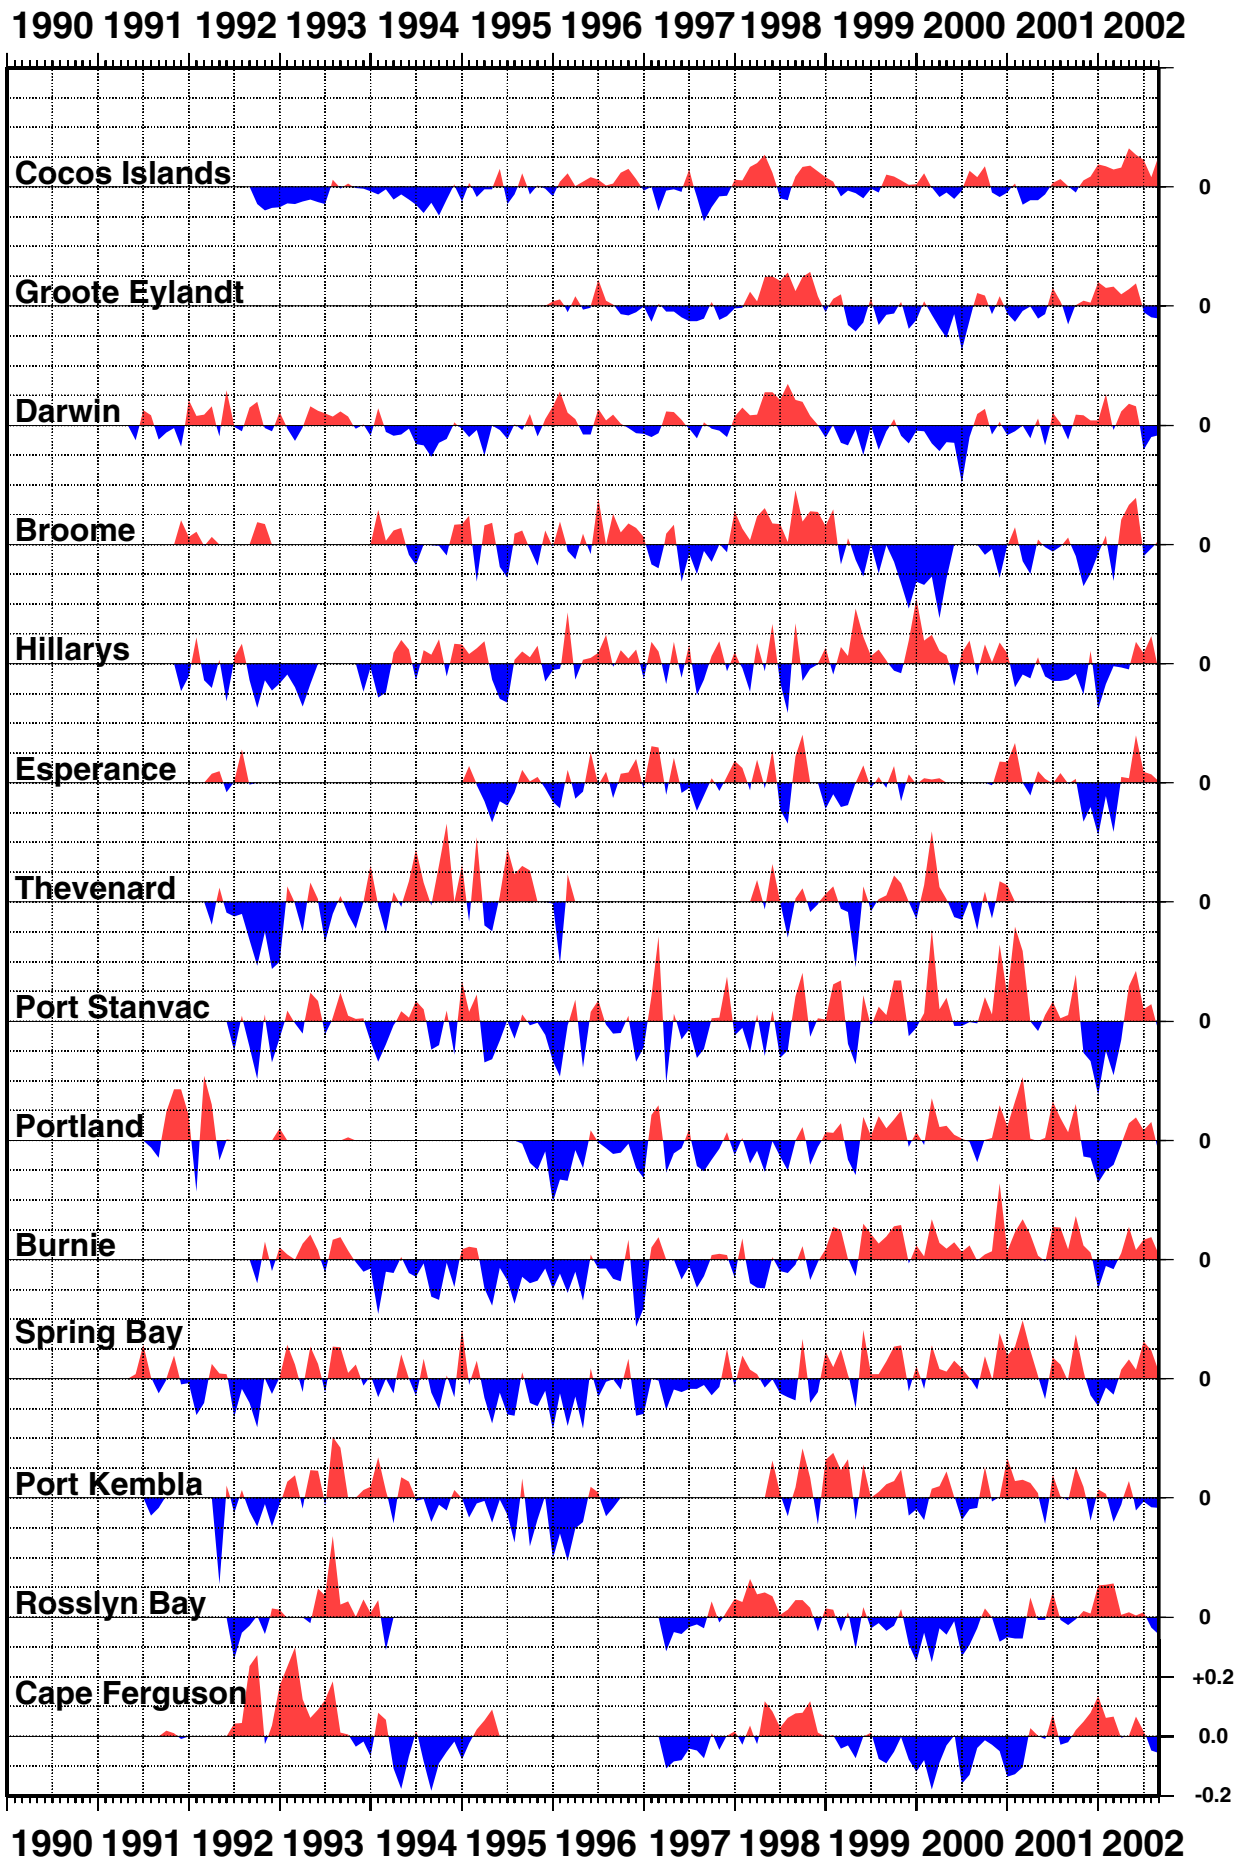 1990 1991 1992 1993 1994 1995 1996 1997 1998 1999 2000 2001 2002
Cocos Islands 0
Groote Eylandt 0
Darwin 0
Broome 0
Hillarys 0
Esperance 0
Thevenard 0
Port Stanvac 0
Portland 0
Burnie 0
Spring Bay 0
Port Kembla 0
Rosslyn Bay 0
+0.2
Cape Ferguson
0.0
-0.2
1990 1991 1992 1993 1994 1995 1996 1997 1998 1999 2000 2001 2002